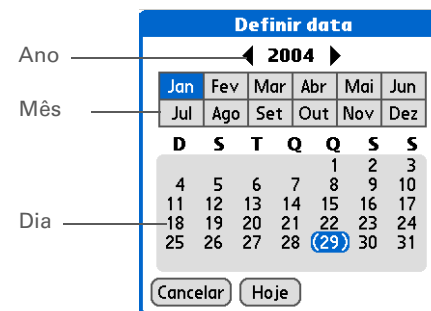 Definir data
Ano
2004
Jan Fev Mar Abr Mai Jun
Mês
Jul Ago Set Out Nov Dez
D S T Q Q S S
1 2 3
4 5 6 7 8 9 10
11 12 13 14 15 16 17
Dia
18 19 20 21 22 23 24
25 26 27 28 (29) 30 31
Cancelar Hoje